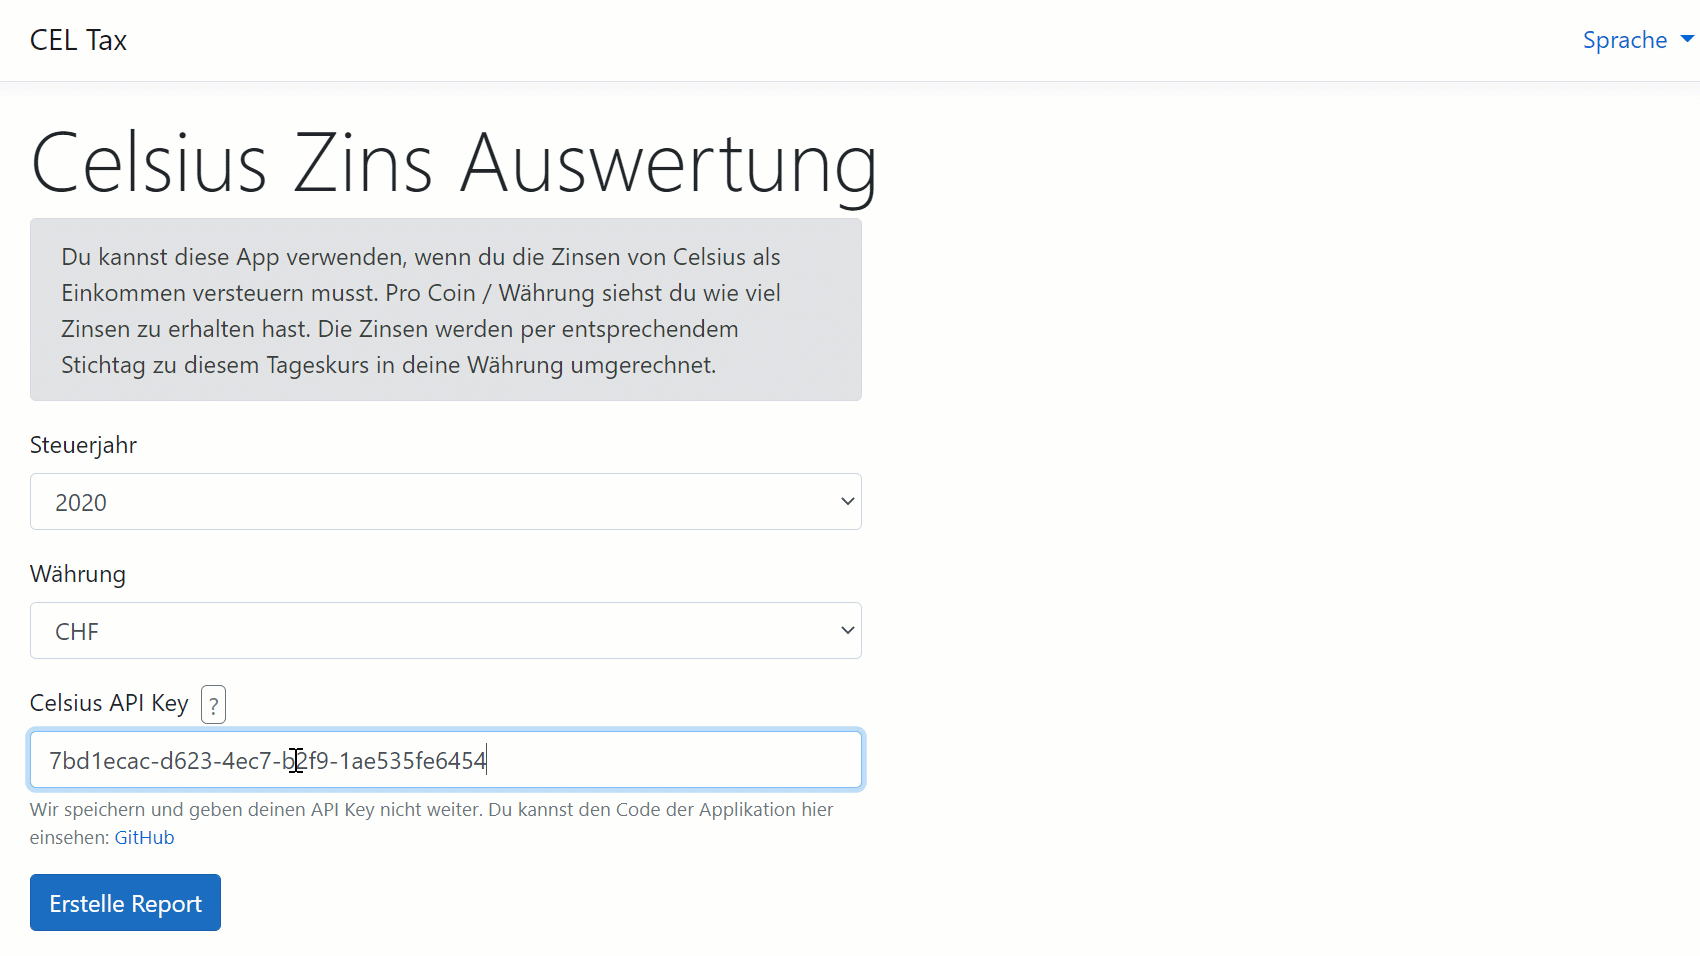 CEL Tax
Sprache
Celsius Zins Auswertung
Du kannst diese App verwenden, wenn du die Zinsen von Celsius als
Einkommen versteuern musst. Pro Coin / Währung siehst du wie viel
Zinsen zu erhalten hast. Die Zinsen werden per entsprechendem
Stichtag zu diesem Tageskurs in deine Währung umgerechnet.
Steuerjahr
2020
Währung
CHF
Celsius API Key ?
7bd1ecac-d623-4ec7-b2f9-1ae535fe6454
Wir speichern und geben deinen API Key nicht weiter. Du kannst den Code der Applikation hier
einsehen: GitHub
Erstelle Report